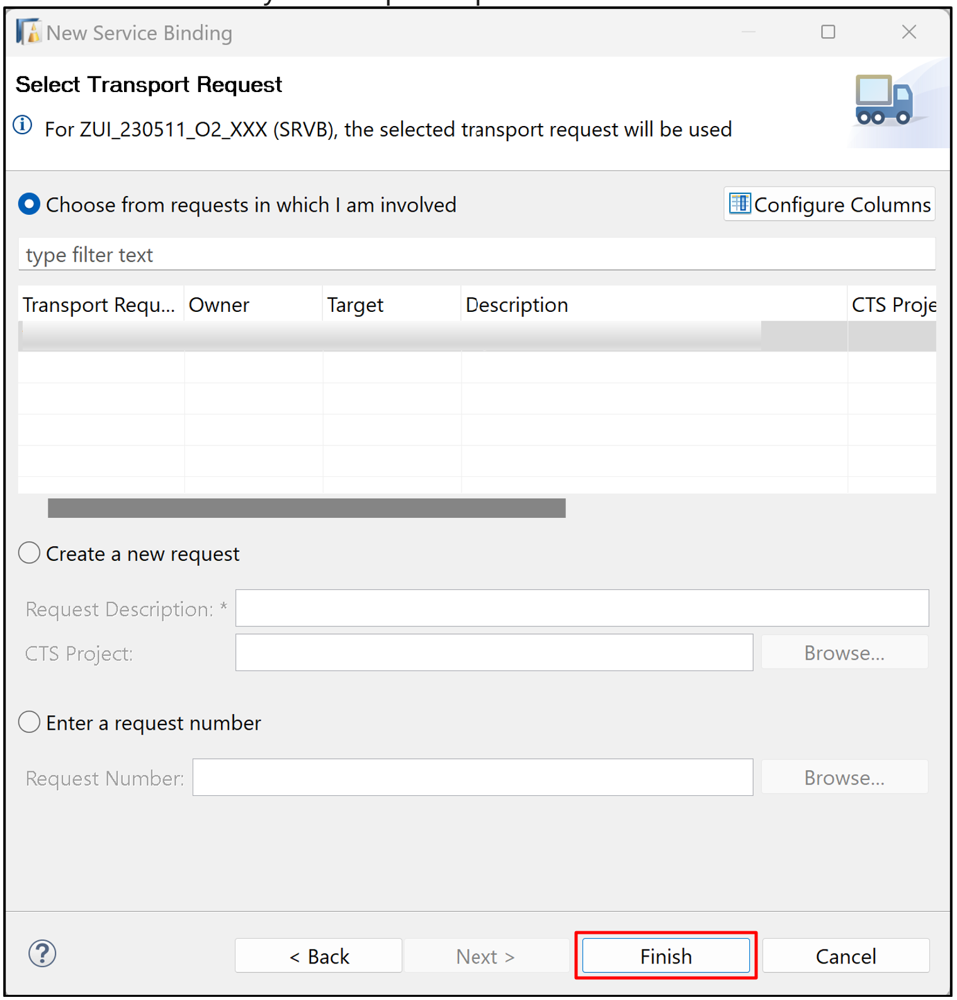 New Service Binding
Select Transport Request
For ZUI_230511_O2_XXX (SRVB), the selected transport request will be used
Choose from requests in which I am involved
Configure Columns
type filter text
Transport Requ... Owner Target Description CTS Proje
Create a new request
Request Description: *
CTS Project: Browse...
Enter a request number
Request Number: Browse...
< Back Next > Finish Cancel